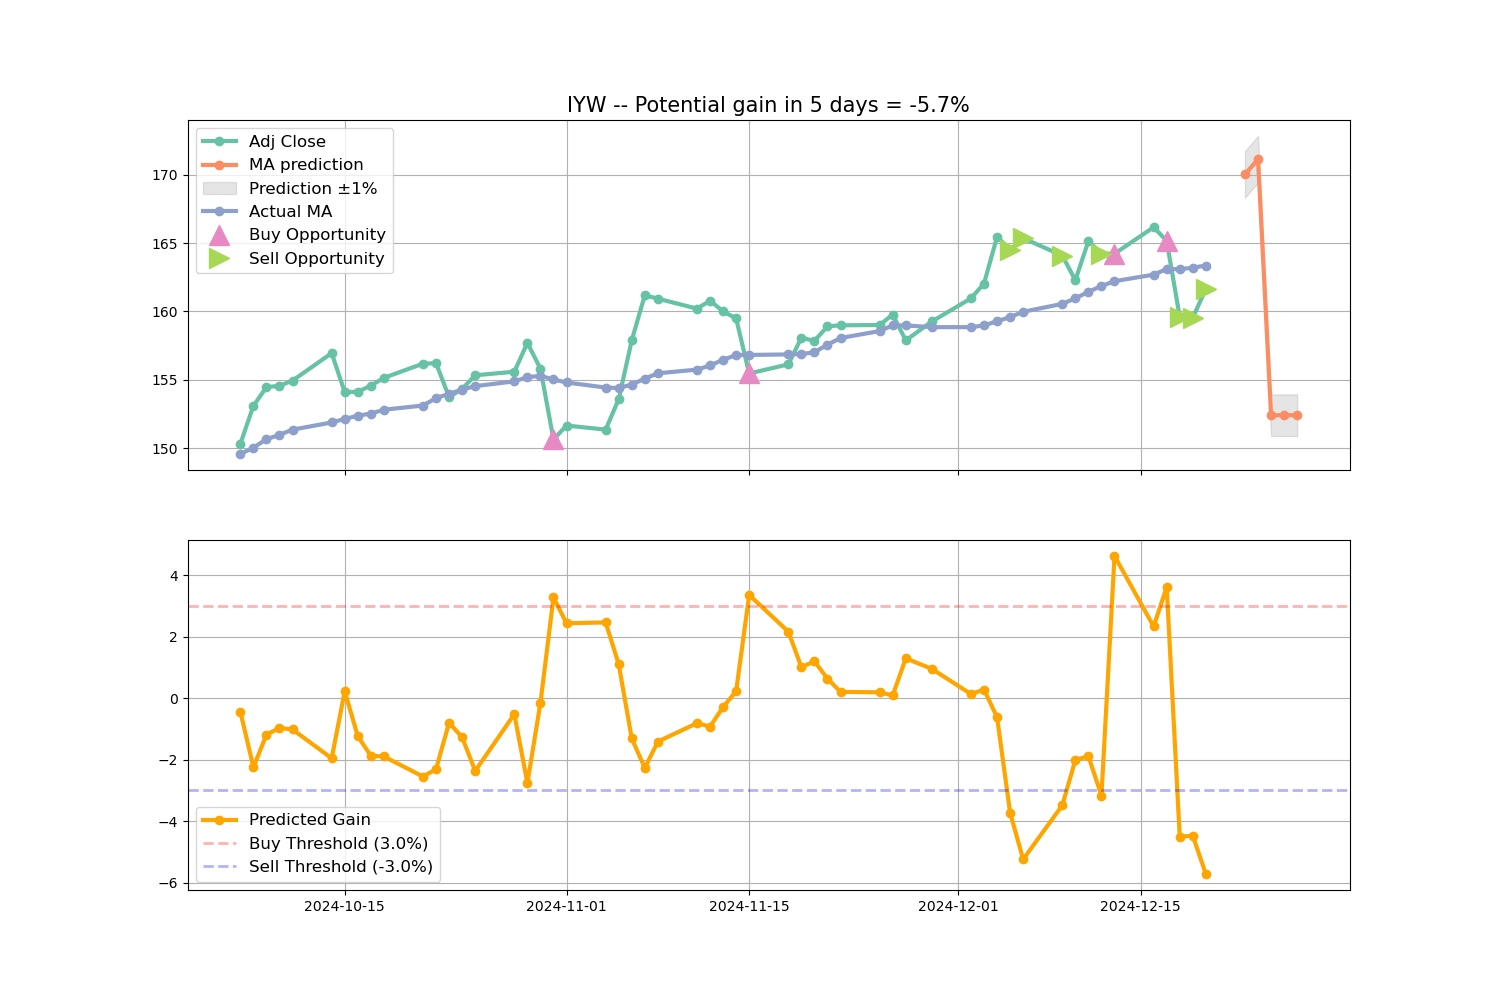 IYW -- Potential gain in 5 days = -5.7%
Adj Close
MA prediction
Prediction ±1%
Actual MA
Buy Opportunity
Sell Opportunity
170
165
160
155
150
4
2
0
−2
−4
−6
Predicted Gain
Buy Threshold (3.0%)
Sell Threshold (-3.0%)
2024-10-15
2024-11-01
2024-11-15
2024-12-01
2024-12-15